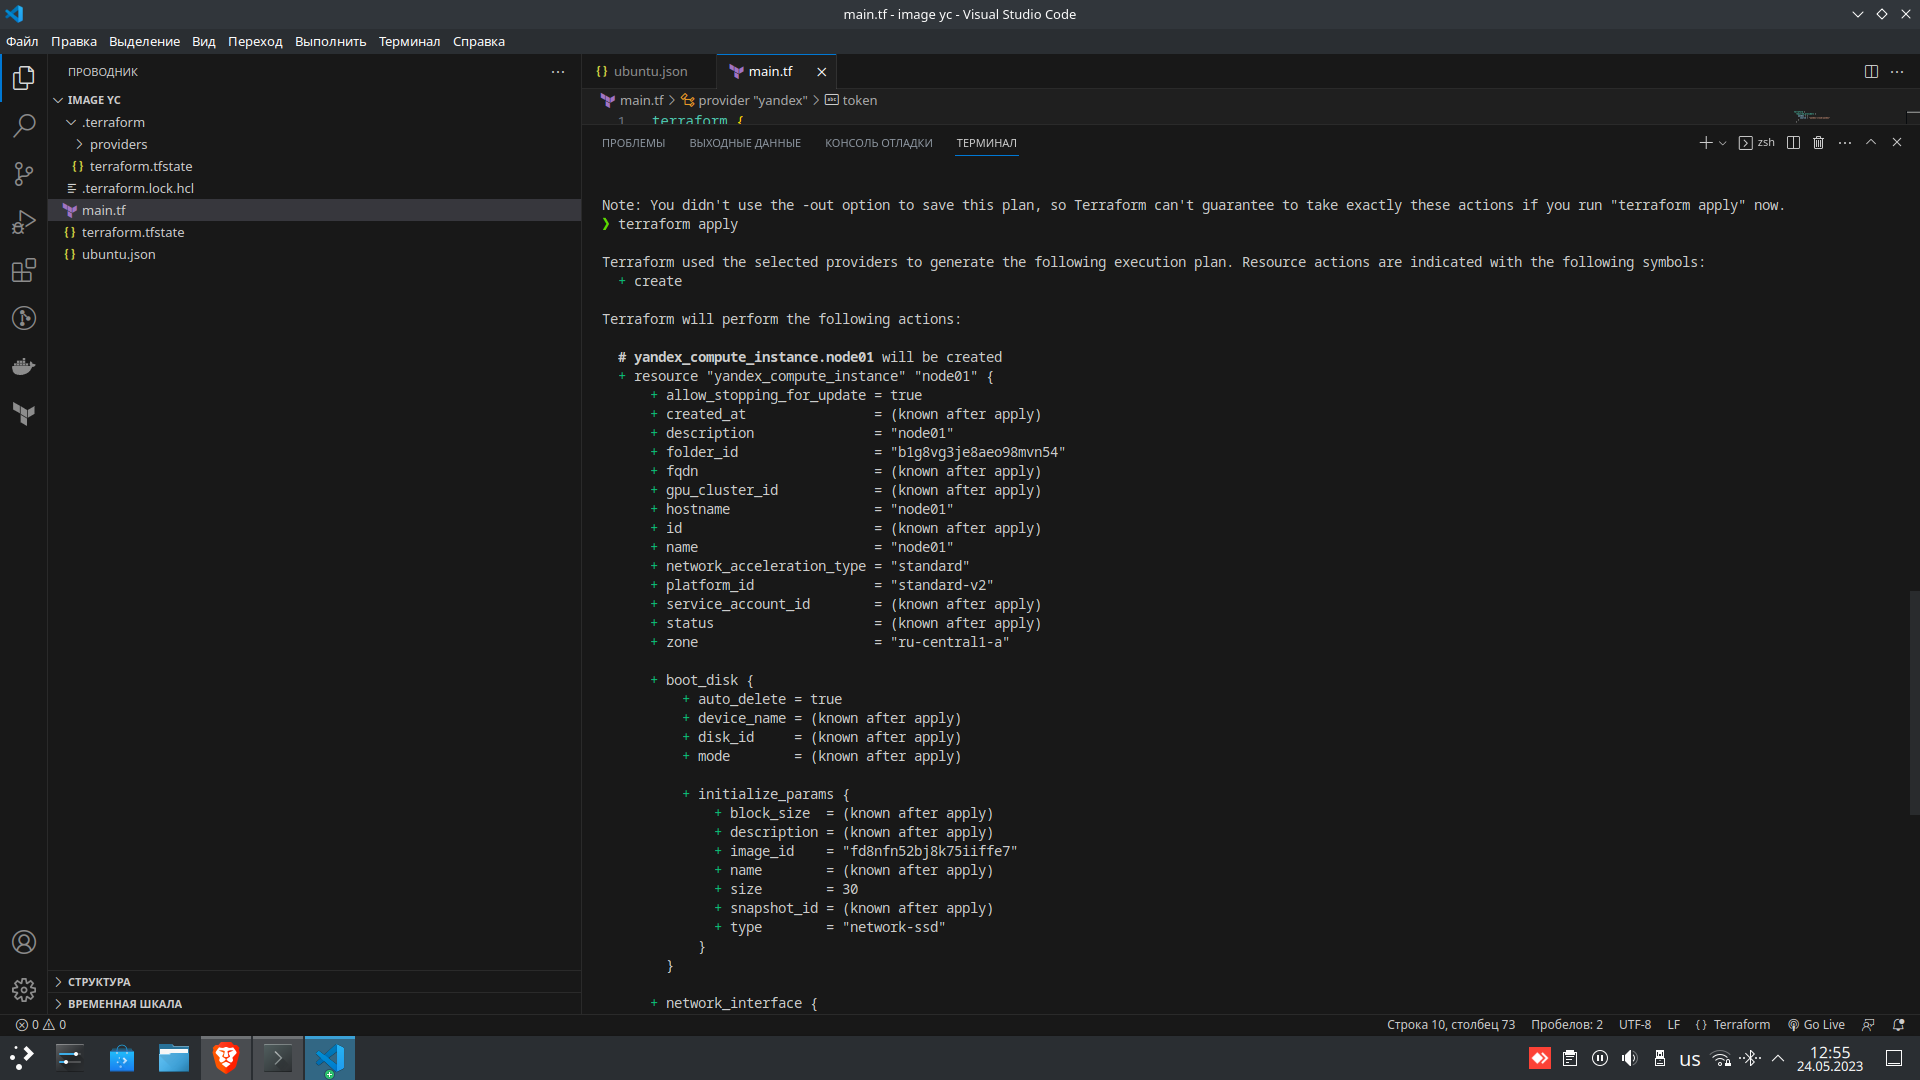 main.tf - image yc - Visual Studio Code
Файл Правка Выделение Вид Переход Выполнить Терминал Справка
ПРОВОДНИК
IMAGE YC
.terraform
providers
terraform.tfstate
.terraform.lock.hcl
main.tf
terraform.tfstate
ubuntu.json
СТРУКТУРА
ВРЕМЕННАЯ ШКАЛА
ubuntu.json main.tf
main.tf > provider "yandex" > token
1 terraform {
ПРОБЛЕМЫ ВЫХОДНЫЕ ДАННЫЕ КОНСОЛЬ ОТЛАДКИ ТЕРМИНАЛ
zsh
Note: You didn't use the -out option to save this plan, so Terraform can't guarantee to take exactly these actions if you run "terraform apply" now.
❯ terraform apply
Terraform used the selected providers to generate the following execution plan. Resource actions are indicated with the following symbols:
+ create
Terraform will perform the following actions:
# yandex_compute_instance.node01 will be created
+ resource "yandex_compute_instance" "node01" {
+ allow_stopping_for_update = true
+ created_at = (known after apply)
+ description = "node01"
+ folder_id = "b1g8vg3je8aeo98mvn54"
+ fqdn = (known after apply)
+ gpu_cluster_id = (known after apply)
+ hostname = "node01"
+ id = (known after apply)
+ name = "node01"
+ network_acceleration_type = "standard"
+ platform_id = "standard-v2"
+ service_account_id = (known after apply)
+ status = (known after apply)
+ zone = "ru-central1-a"
+ boot_disk {
+ auto_delete = true
+ device_name = (known after apply)
+ disk_id = (known after apply)
+ mode = (known after apply)
+ initialize_params {
+ block_size = (known after apply)
+ description = (known after apply)
+ image_id = "fd8nfn52bj8k75iiffe7"
+ name = (known after apply)
+ size = 30
+ snapshot_id = (known after apply)
+ type = "network-ssd"
}
}
+ network_interface {
0 0
Строка 10, столбец 73 Пробелов: 2 UTF-8 LF {} Terraform Go Live
us
12:55
24.05.2023